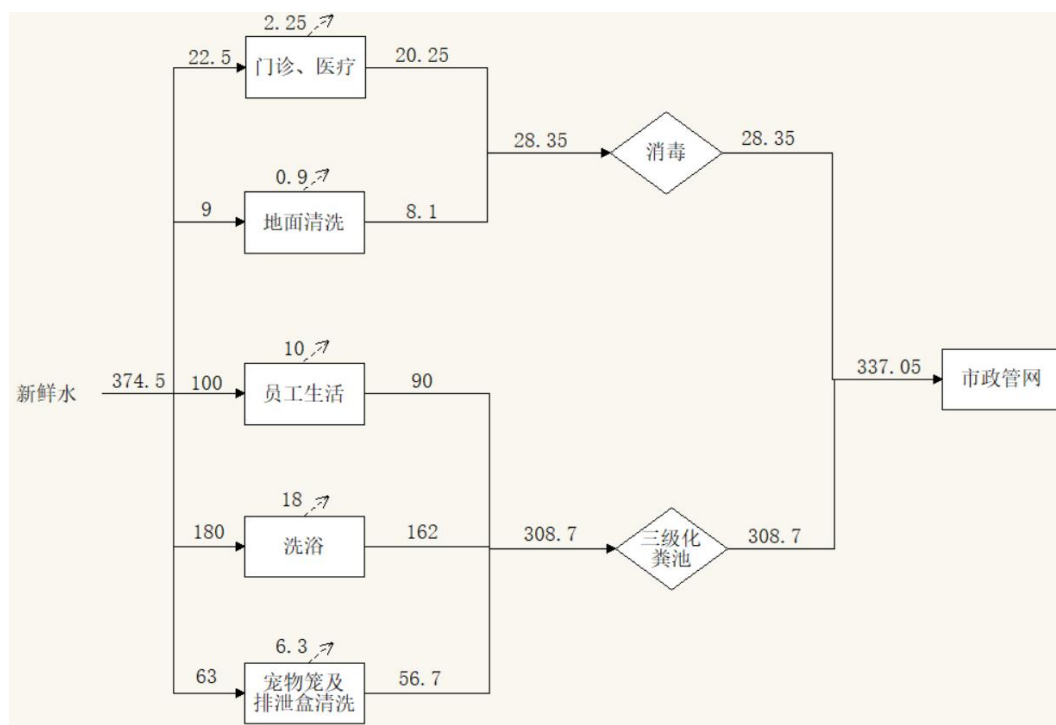 2.25
22.5
门诊、医疗
20.25
28.35
消毒
28.35
0.9
9
地面清洗
8.1
新鲜水
374.5
10
100
员工生活
90
337.05
市政管网
18
180
洗浴
162
308.7
三级化
粪池
308.7
6.3
63
宠物笼及
排泄盒清洗
56.7